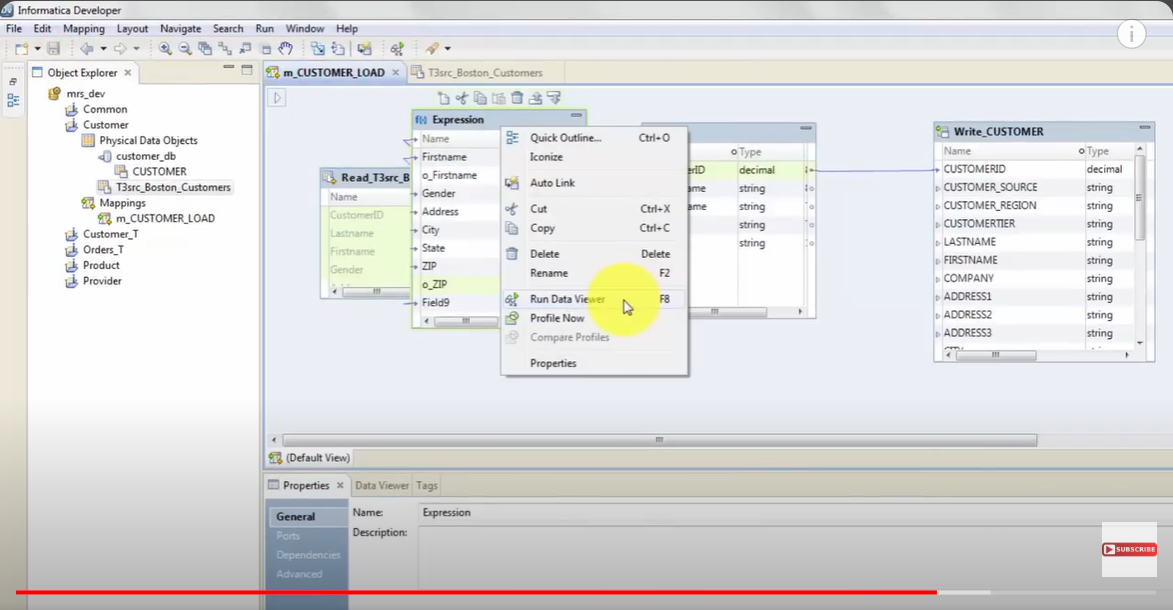 Informatica Developer
File Edit Mapping Layout Navigate Search Run Window Help
Object Explorer
mrs_dev
Common
Customer
Physical Data Objects
customer_db
CUSTOMER
T3src_Boston_Customers
Mappings
m_CUSTOMER_LOAD
Customer_T
Orders_T
Product
Provider
m_CUSTOMER_LOAD T3src_Boston_Customers
Read_T3src_B
Name
CustomerID
Lastname
Firstname
Gender
Expression
Name
Firstname
o_Firstname
Gender
Address
City
State
ZIP
o_ZIP
Field9
Quick Outline... Ctrl+O
Iconize
Auto Link
Cut Ctrl+X
Copy Ctrl+C
Delete Delete
Rename F2
Run Data Viewer F8
Profile Now
Compare Profiles
Properties
Type
erID decimal
me string
ame string
string
string
Write_CUSTOMER
Name Type
CUSTOMERID decimal
CUSTOMER_SOURCE string
CUSTOMER_REGION string
CUSTOMERTIER string
LASTNAME string
FIRSTNAME string
COMPANY string
ADDRESS1 string
ADDRESS2 string
ADDRESS3 string
(Default View)
Properties Data Viewer Tags
General
Ports
Dependencies
Advanced
Name: Expression
Description:
SUBSCRIBE